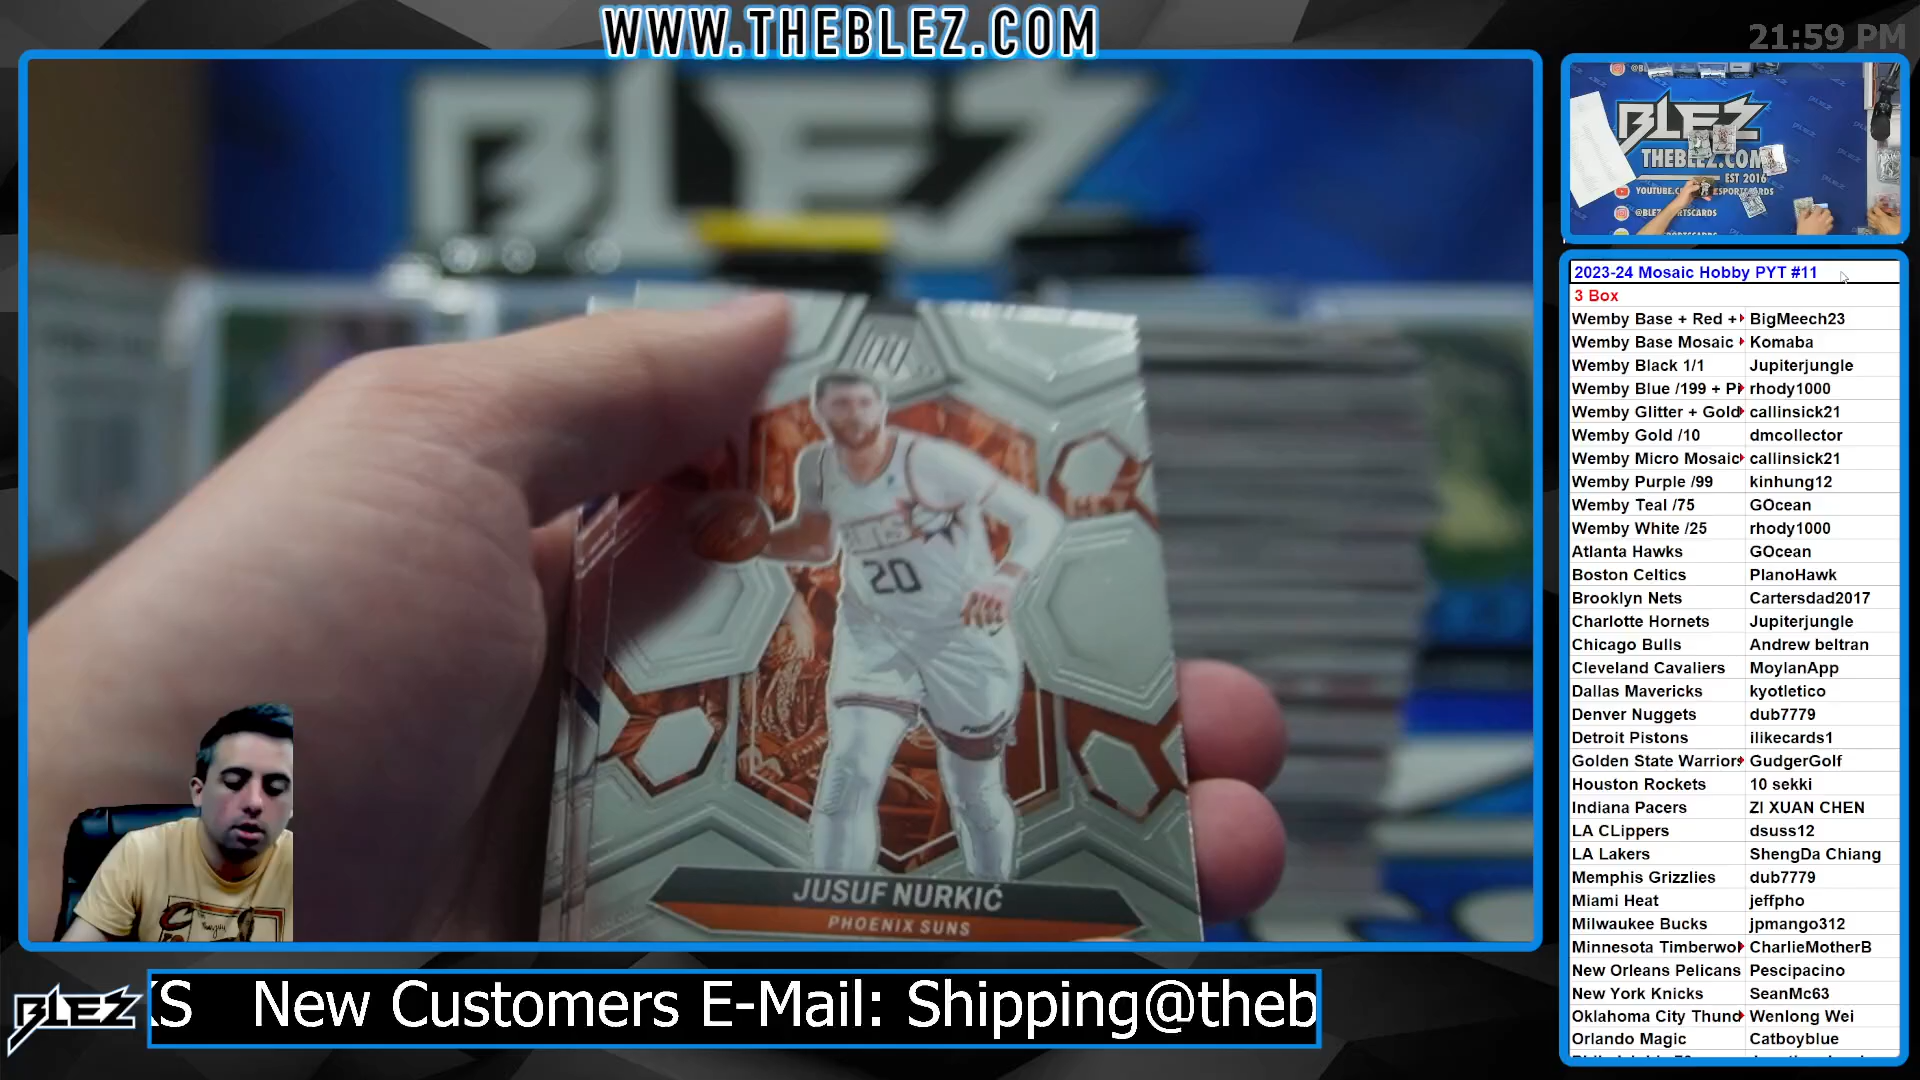 WWW.THEBLEZ.COM
21:59 PM
BLEZ
BLEZ
THEBLEZ.COM
EST 2016
20
JUSUF NURKIĆ
PHOENIX SUNS
2023-24 Mosaic Hobby PYT #11
3 Box
Wemby Base + Red + BigMeech23
Wemby Base Mosaic Komaba
Wemby Black 1/1 Jupiterjungle
Wemby Blue /199 + Pi rhody1000
Wemby Glitter + Gold callinsick21
Wemby Gold /10 dmcollector
Wemby Micro Mosaic callinsick21
Wemby Purple /99 kinhung12
Wemby Teal /75 GOcean
Wemby White /25 rhody1000
Atlanta Hawks GOcean
Boston Celtics PlanoHawk
Brooklyn Nets Cartersdad2017
Charlotte Hornets Jupiterjungle
Chicago Bulls Andrew beltran
Cleveland Cavaliers MoylanApp
Dallas Mavericks kyotletico
Denver Nuggets dub7779
Detroit Pistons ilikecards1
Golden State Warriors GudgerGolf
Houston Rockets 10 sekki
Indiana Pacers ZI XUAN CHEN
LA CLippers dsuss12
LA Lakers ShengDa Chiang
Memphis Grizzlies dub7779
Miami Heat jeffpho
Milwaukee Bucks jpmango312
Minnesota Timberwol CharlieMotherB
New Orleans Pelicans Pescipacino
New York Knicks SeanMc63
Oklahoma City Thund Wenlong Wei
Orlando Magic Catboyblue
BLEZ
KS New Customers E-Mail: Shipping@theb